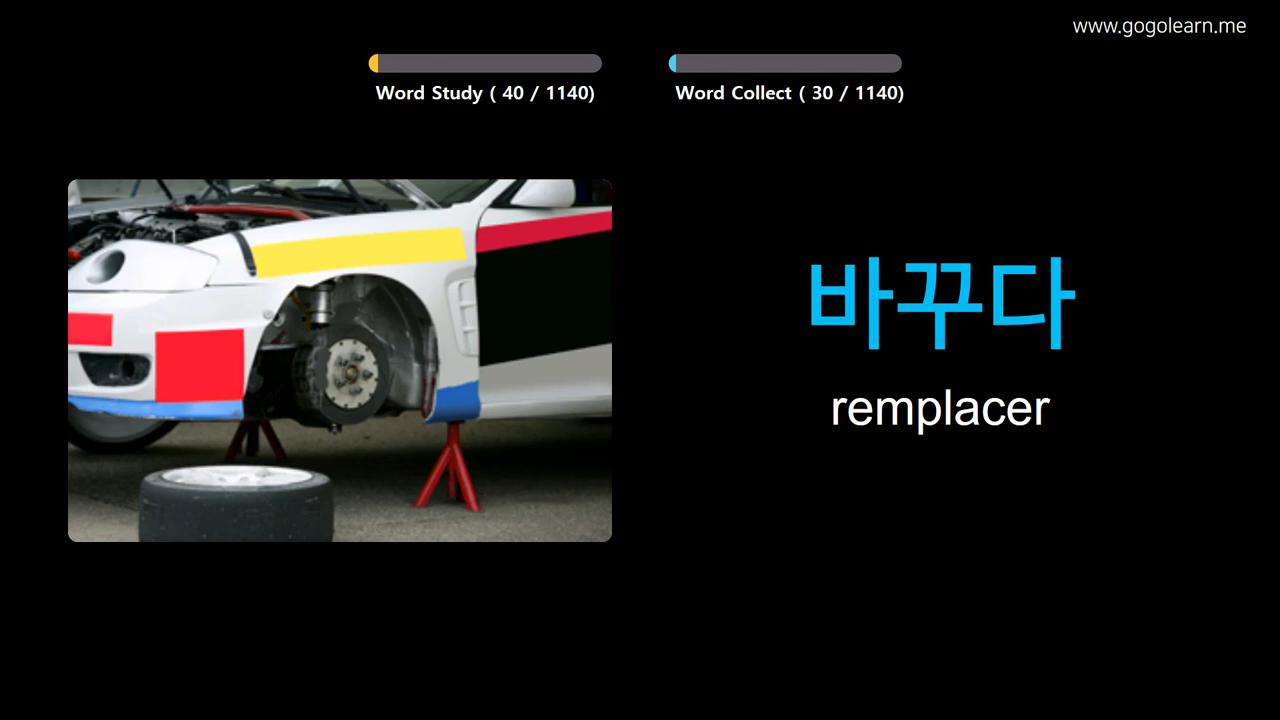 www.gogolearn.me
Word Study ( 40 / 1140)
Word Collect ( 30 / 1140)
바꾸다
remplacer